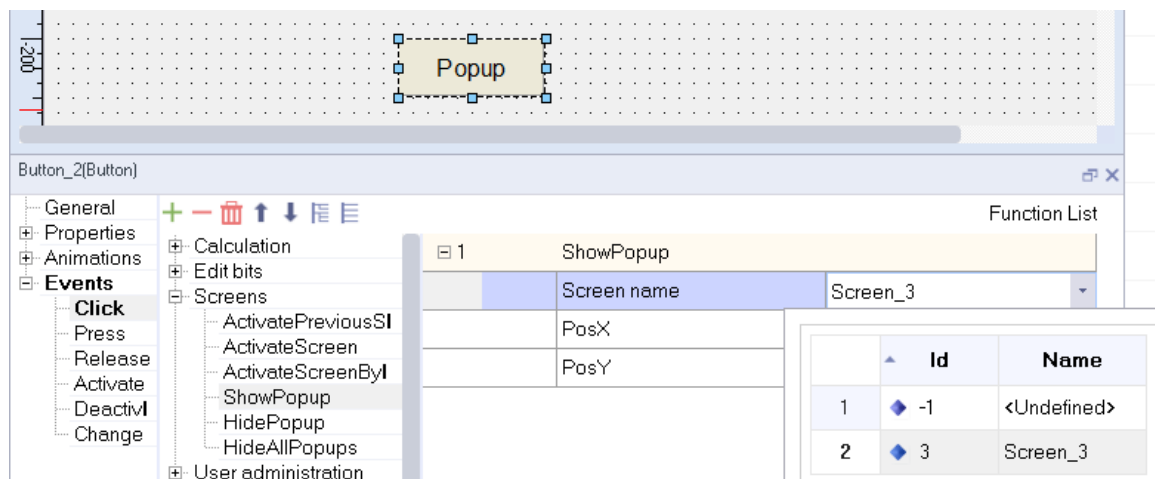 -200
Popup
Button_2(Button)
General
Properties
Animations
Events
Click
Press
Release
Activate
Deactivl
Change
Function List
Calculation
Edit bits
Screens
ActivatePreviousSl
ActivateScreen
ActivateScreenByl
ShowPopup
HidePopup
HideAllPopups
User administration
1 ShowPopup
Screen name Screen_3
PosX
PosY
Id Name
1 -1 <Undefined>
2 3 Screen_3